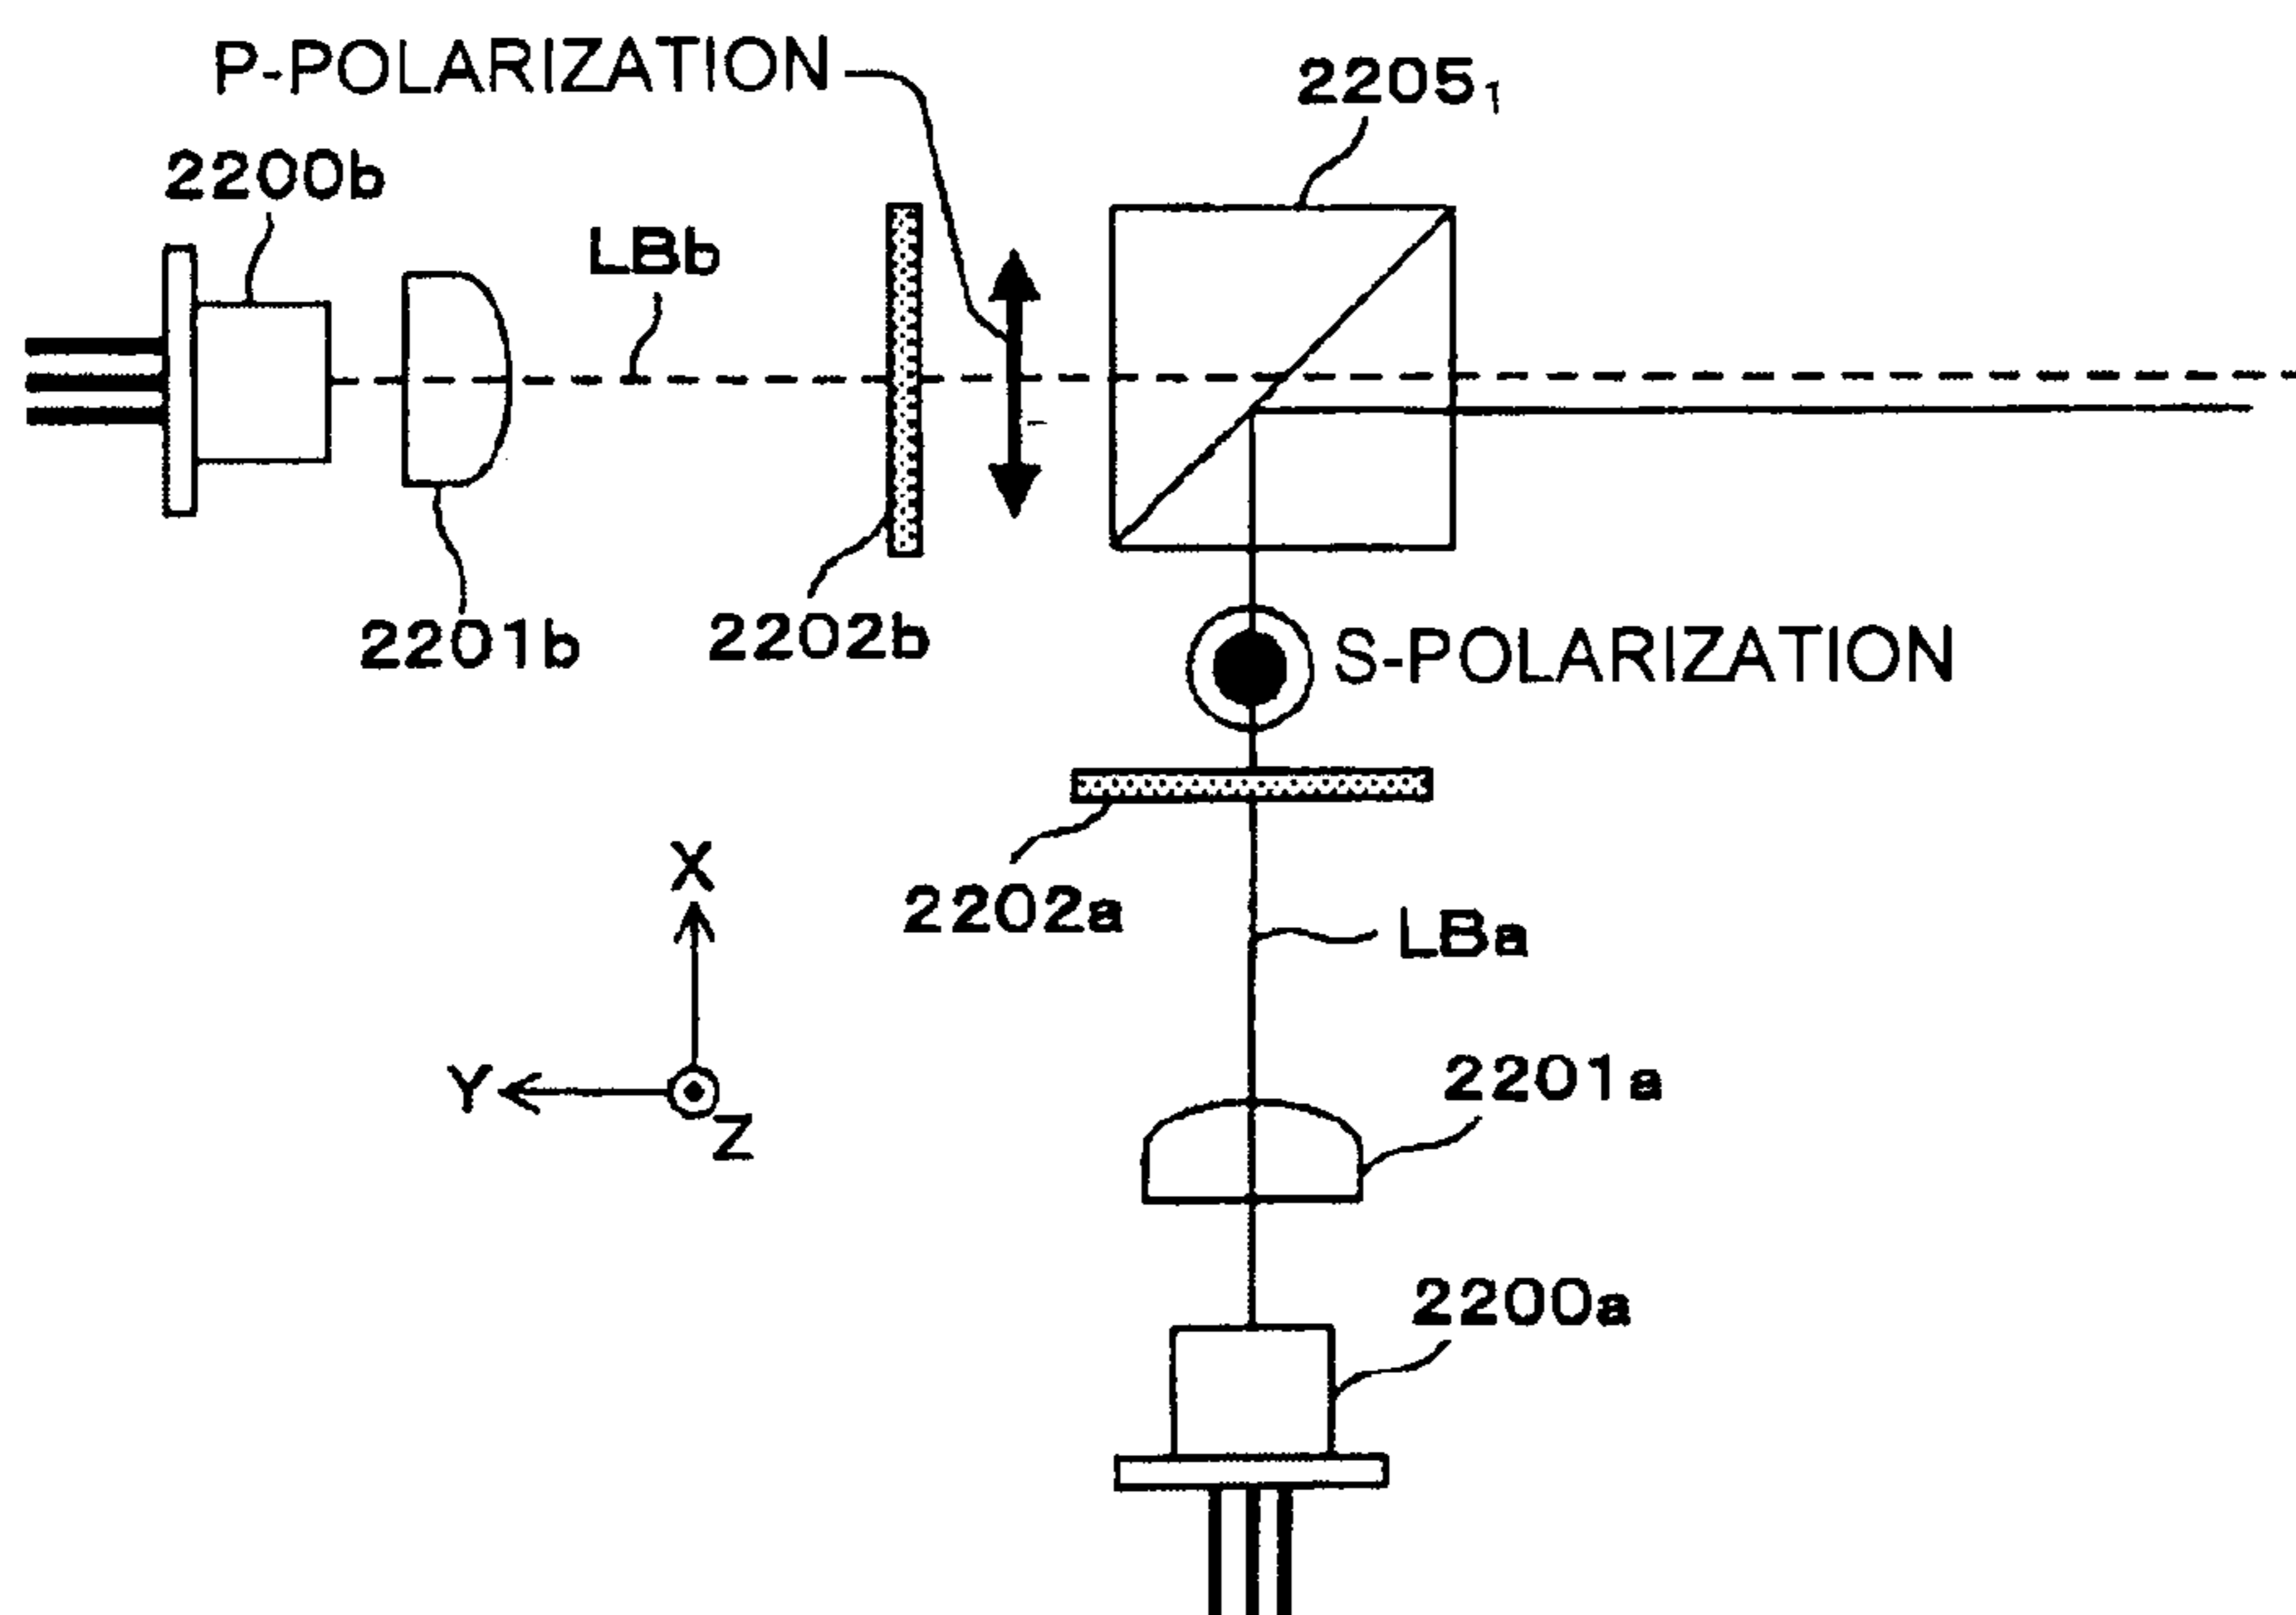 P-POLARIZATION
2205₁
2200b
LBb
2201b
2202b
S-POLARIZATION
X
2202a
LBa
Y
Z
2201a
2200a